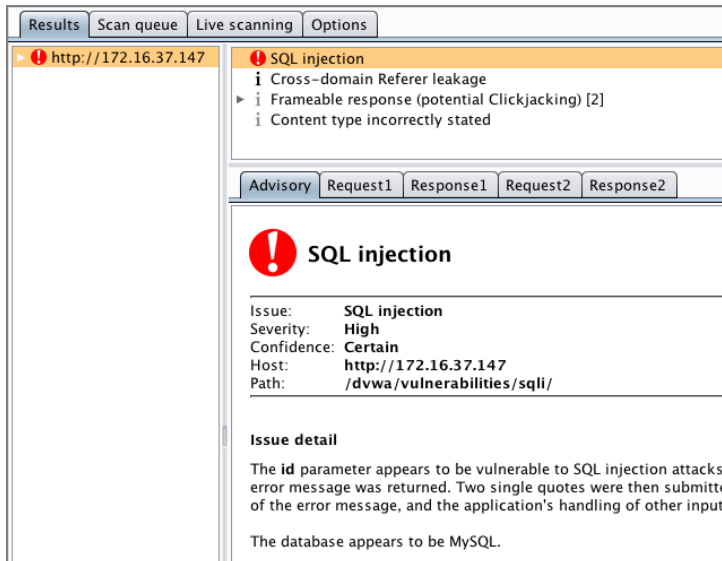 Results Scan queue Live scanning Options
http://172.16.37.147
SQL injection
Cross-domain Referer leakage
Frameable response (potential Clickjacking) [2]
Content type incorrectly stated
Advisory Request1 Response1 Request2 Response2
SQL injection
Issue: SQL injection
Severity: High
Confidence: Certain
Host: http://172.16.37.147
Path: /dvwa/vulnerabilities/sqli/
Issue detail
The id parameter appears to be vulnerable to SQL injection attacks
error message was returned. Two single quotes were then submitte
of the error message, and the application's handling of other input
The database appears to be MySQL.